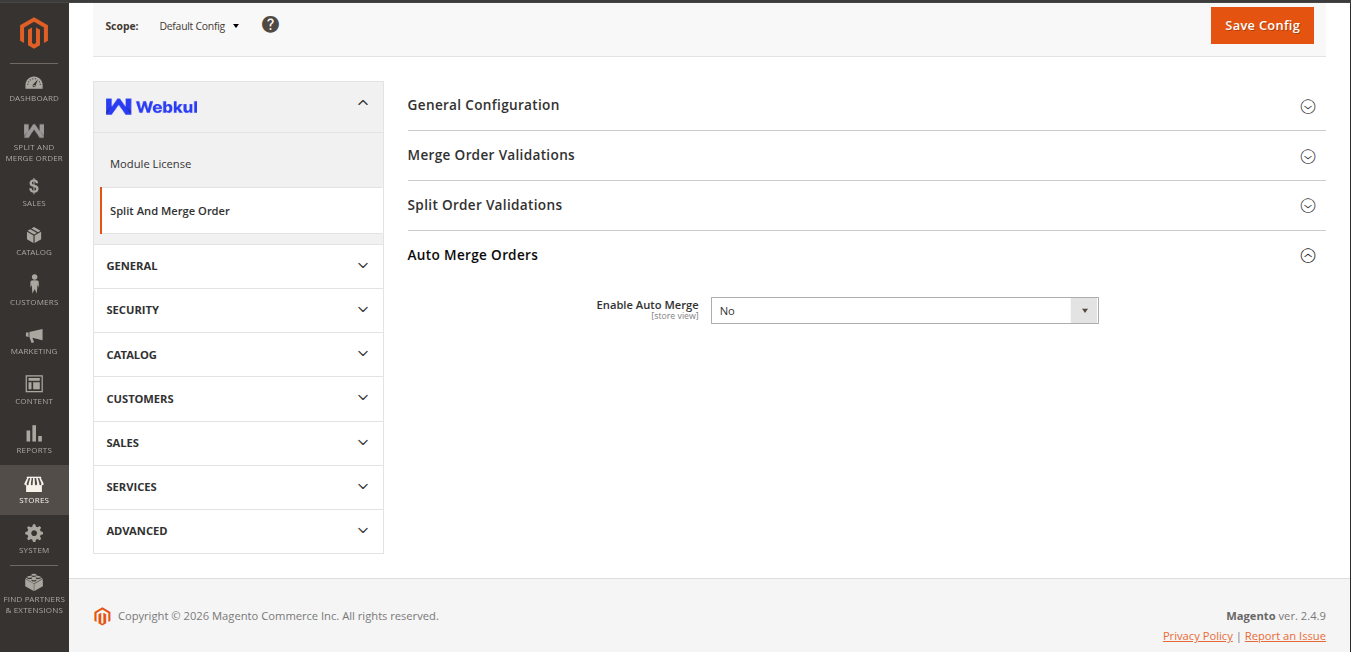 Scope: Default Config ?
Save Config
DASHBOARD
SPLIT AND
MERGE ORDER
SALES
CATALOG
CUSTOMERS
MARKETING
CONTENT
REPORTS
STORES
SYSTEM
FIND PARTNERS
& EXTENSIONS
Webkul
Module License
Split And Merge Order
GENERAL
SECURITY
CATALOG
CUSTOMERS
SALES
SERVICES
ADVANCED
General Configuration
Merge Order Validations
Split Order Validations
Auto Merge Orders
Enable Auto Merge No
[store view]
Copyright © 2026 Magento Commerce Inc. All rights reserved.
Magento ver. 2.4.9
Privacy Policy | Report an Issue